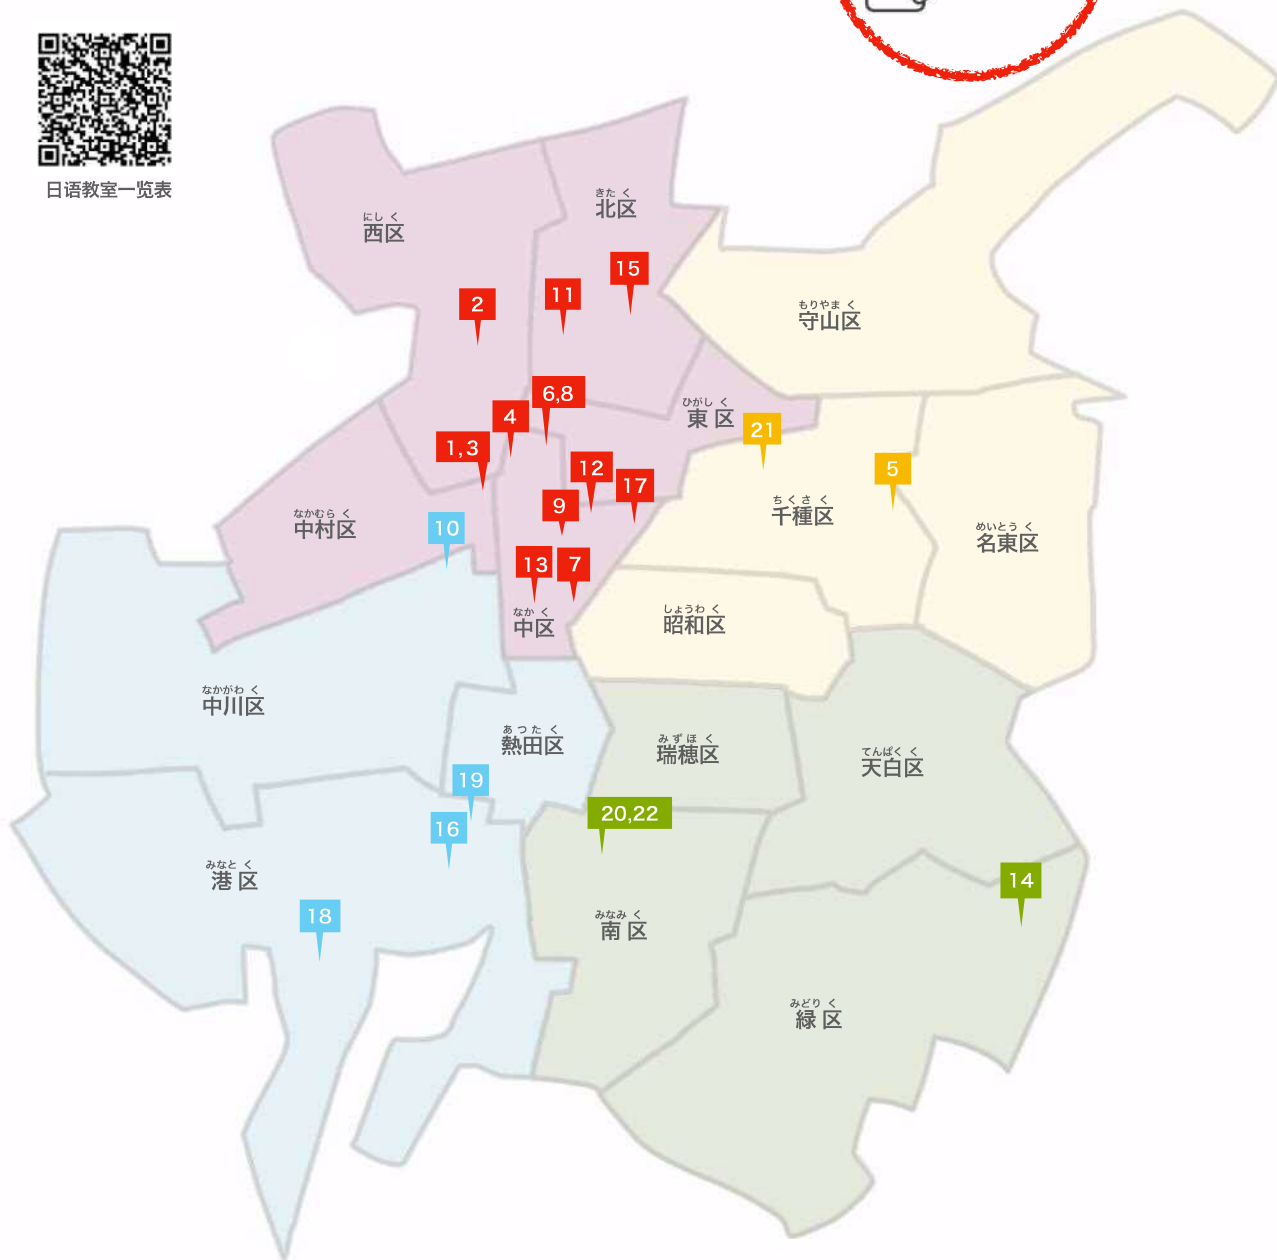 日语教室一览表
きた く
北区
にし く
西区
15
11
2
もりやま く
守山区
6,8
ひがし く
東 区
4
21
1,3
12
5
17
9
ちくさ く
千種区
なかむら く
中村区
10
めいとう く
名東区
13
7
なか く
中区
しょうわ く
昭和区
なかがわ く
中川区
あつた く
熱田区
みずほ く
瑞穂区
てんぱく く
天白区
19
20,22
16
みなと く
港 区
14
18
みなみ く
南 区
みどり く
緑 区